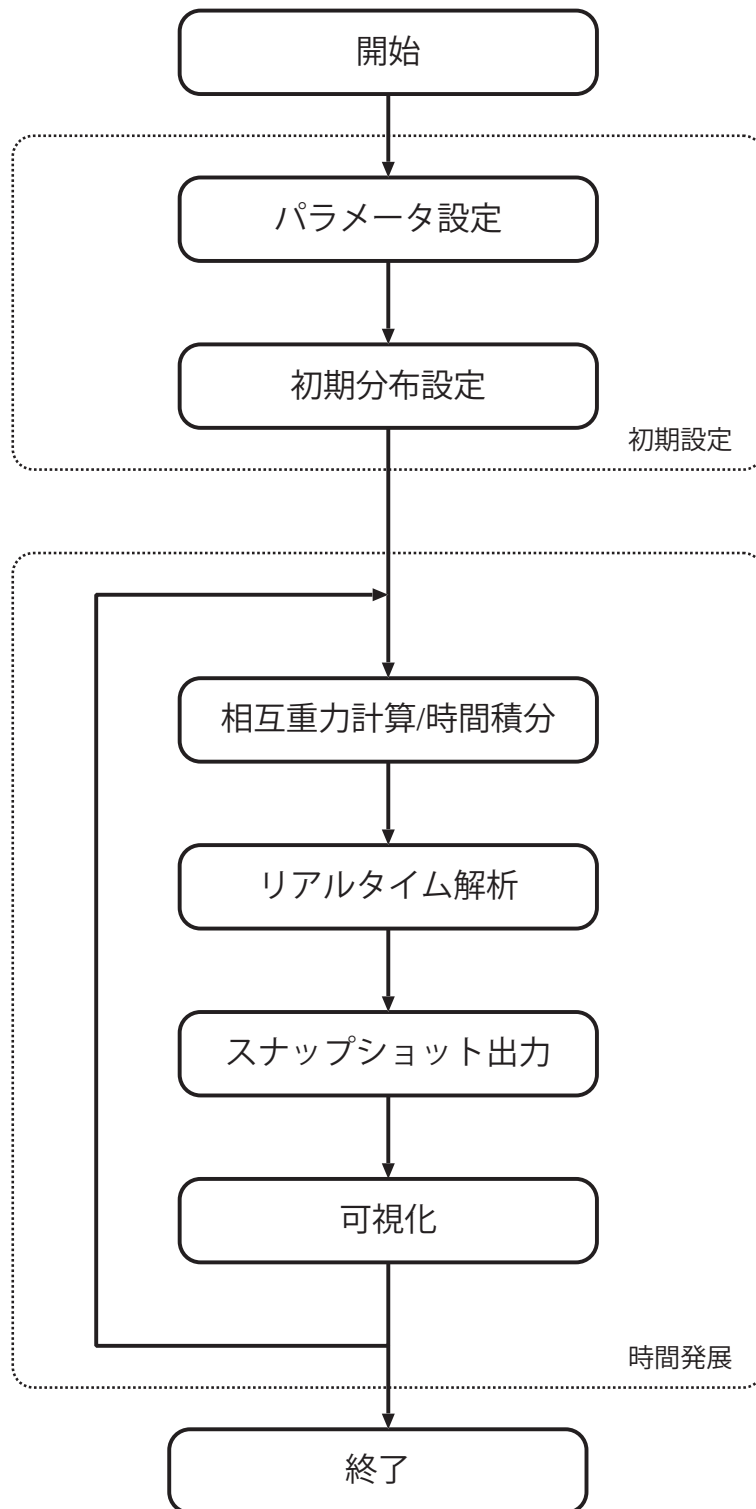 開始
パラメータ設定
初期分布設定
初期設定
相互重力計算/時間積分
リアルタイム解析
スナップショット出力
可視化
時間発展
終了